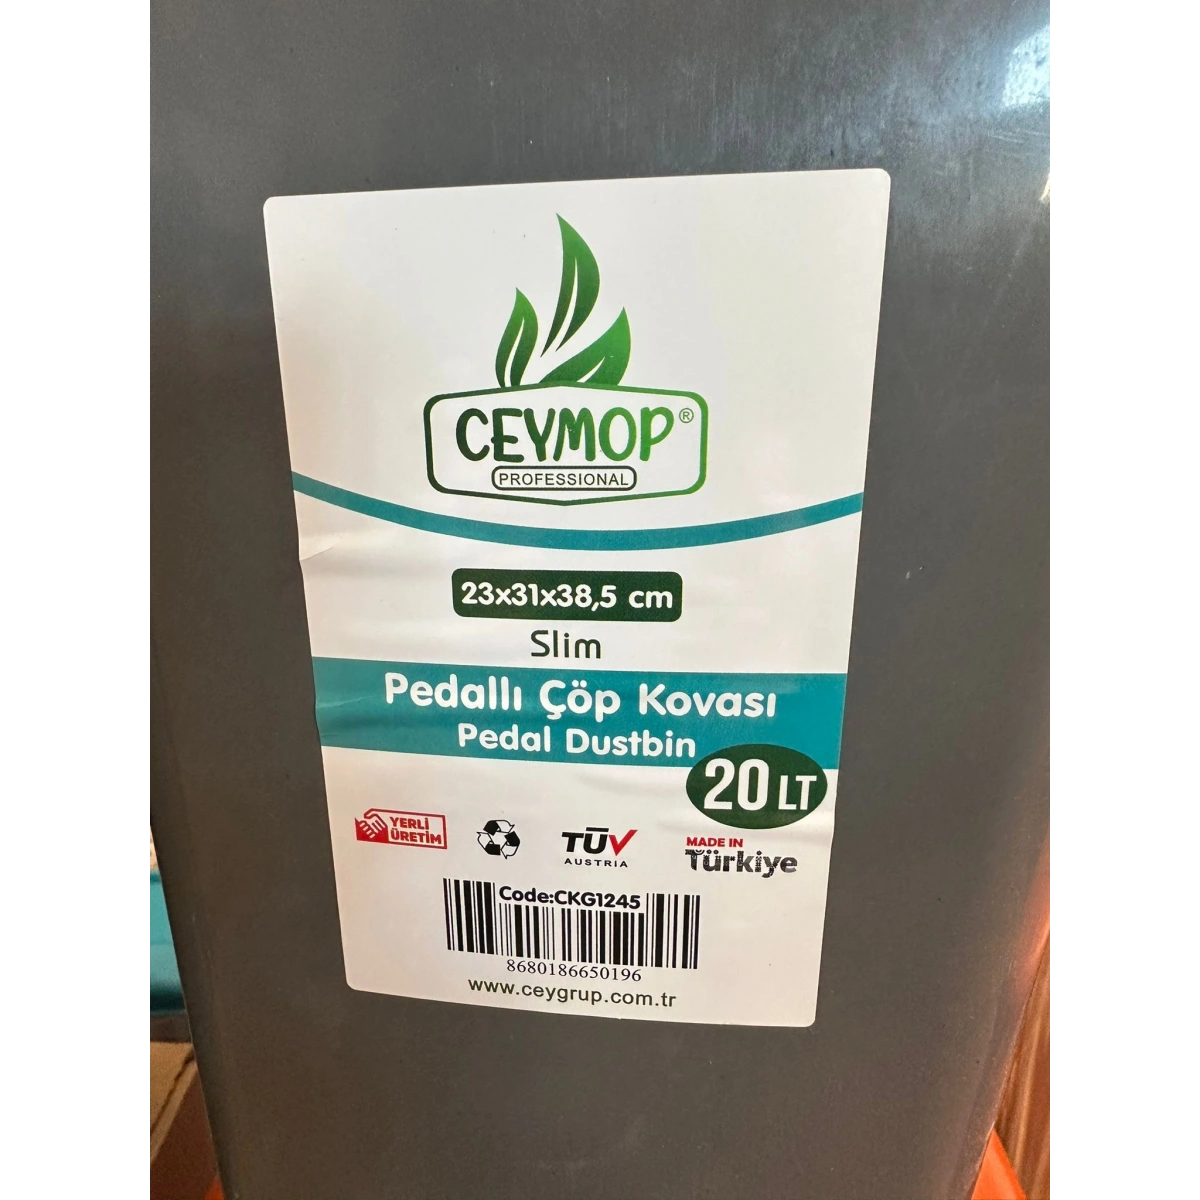 CEYMOP®
PROFESSIONAL
23x31x38,5 cm
Slim
Pedallı Çöp Kovası
Pedal Dustbin
20 LT
YERLİ
ÜRETİM
TÜV
AUSTRIA
MADE IN
Türkiye
Code:CKG1245
8680186650196
www.ceygrup.com.tr